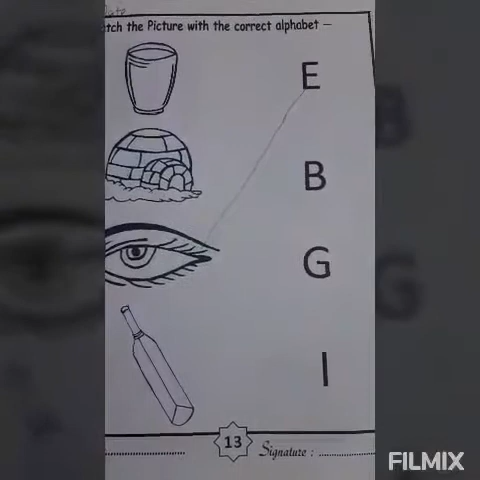 tch the Picture with the correct alphabet –
E
B
G
I
13
Signature :
FILMIX